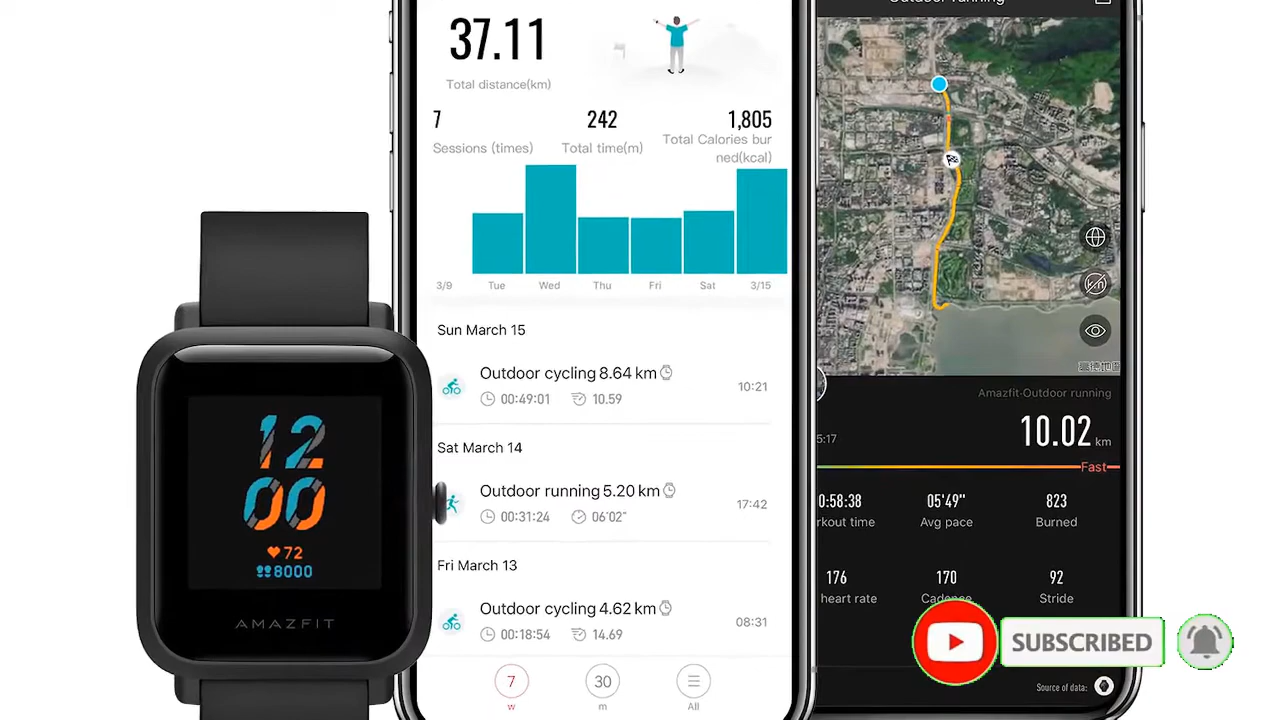 12
00
72
8000
AMAZFIT
37.11
Total distance(km)
7
Sessions (times)
242
Total time(m)
1,805
Total Calories bur
ned(kcal)
3/9 Tue Wed Thu Fri Sat 3/15
Sun March 15
Outdoor cycling 8.64 km
00:49:01 10.59
10:21
Sat March 14
Outdoor running 5.20 km
00:31:24 06'02"
17:42
Fri March 13
Outdoor cycling 4.62 km
00:18:54 14.69
08:31
7 30
w m All
Outdoor running
Amazfit-Outdoor running
5:17
10.02 km
Fast
0:58:38 05'49" 823
rkout time Avg pace Burned
176 170 92
heart rate Cadence Stride
Source of data:
SUBSCRIBED